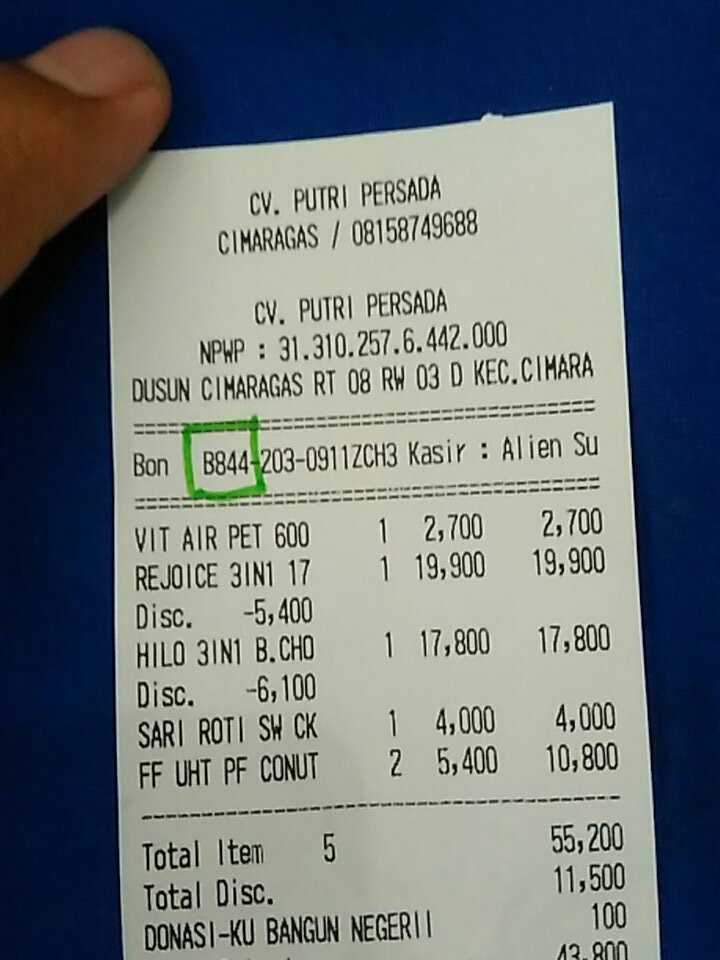 CV. PUTRI PERSADA
CIMARAGAS / 08158749688
CV. PUTRI PERSADA
NPWP : 31.310.257.6.442.000
DUSUN CIMARAGAS RT 08 RW 03 D KEC.CIMARA
Bon B844-203-0911ZCH3 Kasir : Alien Su
VIT AIR PET 600 1 2,700 2,700
REJOICE 3IN1 17 1 19,900 19,900
Disc. -5,400
HILO 3IN1 B.CHO 1 17,800 17,800
Disc. -6,100
SARI ROTI SW CK 1 4,000 4,000
FF UHT PF CONUT 2 5,400 10,800
Total Item 5 55,200
Total Disc. 11,500
DONASI-KU BANGUN NEGERII 100
43,800